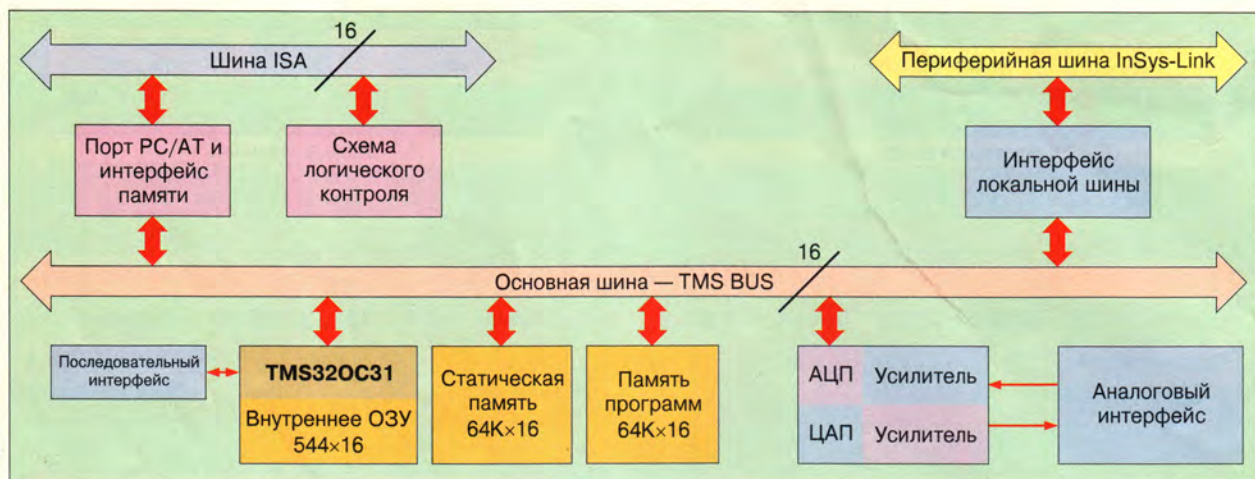 16
Шина ISA
Периферийная шина InSys-Link
Порт PC/AT и
интерфейс
памяти
Схема
логического
контроля
Интерфейс
локальной шины
16
Основная шина — TMS BUS
Последовательный
интерфейс
TMS32OC31
Внутреннее ОЗУ
544×16
Статическая
память
64K×16
Память
программ
64K×16
АЦП
Усилитель
ЦАП
Усилитель
Аналоговый
интерфейс